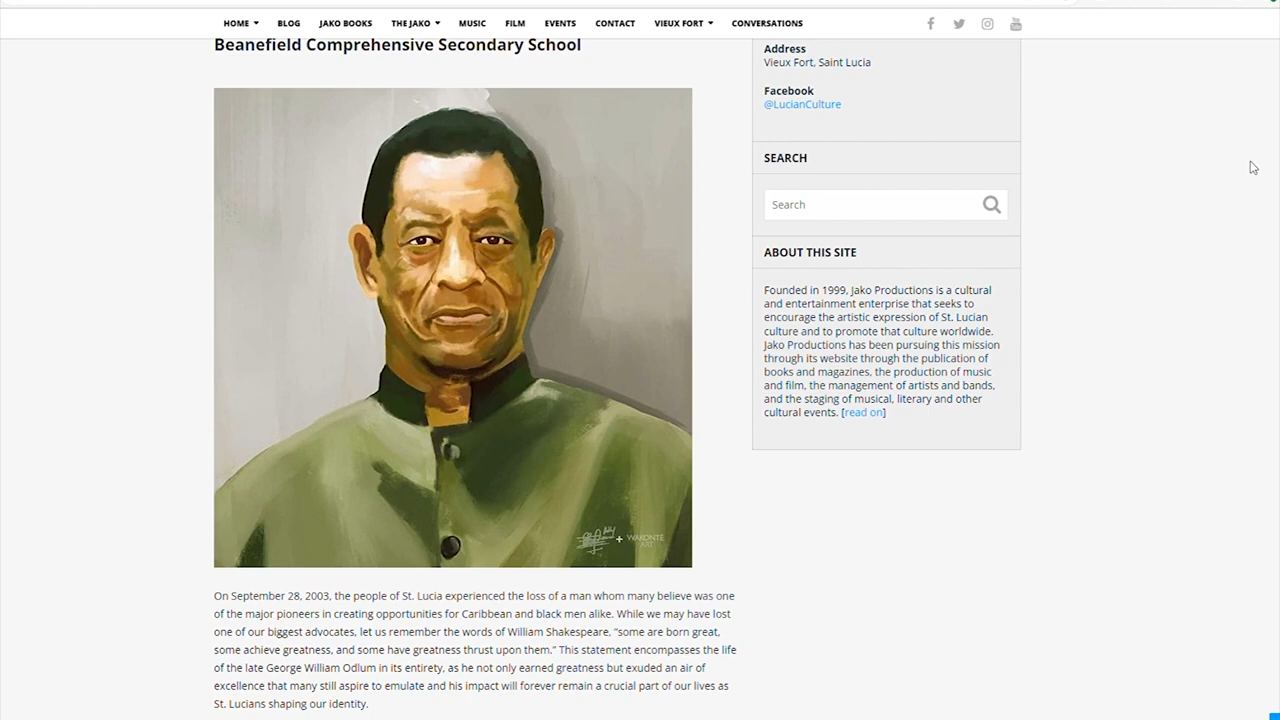 HOME BLOG JAKO BOOKS THE JAKO MUSIC FILM EVENTS CONTACT VIEUX FORT CONVERSATIONS
Beanefield Comprehensive Secondary School
WAKONTE
ART
On September 28, 2003, the people of St. Lucia experienced the loss of a man whom many believe was one
of the major pioneers in creating opportunities for Caribbean and black men alike. While we may have lost
one of our biggest advocates, let us remember the words of William Shakespeare, “some are born great,
some achieve greatness, and some have greatness thrust upon them.” This statement encompasses the life
of the late George William Odlum in its entirety, as he not only earned greatness but exuded an air of
excellence that many still aspire to emulate and his impact will forever remain a crucial part of our lives as
St. Lucians shaping our identity.
Address
Vieux Fort, Saint Lucia
Facebook
@LucianCulture
SEARCH
Search
ABOUT THIS SITE
Founded in 1999, Jako Productions is a cultural
and entertainment enterprise that seeks to
encourage the artistic expression of St. Lucian
culture and to promote that culture worldwide.
Jako Productions has been pursuing this mission
through its website through the publication of
books and magazines, the production of music
and film, the management of artists and bands,
and the staging of musical, literary and other
cultural events. [read on]